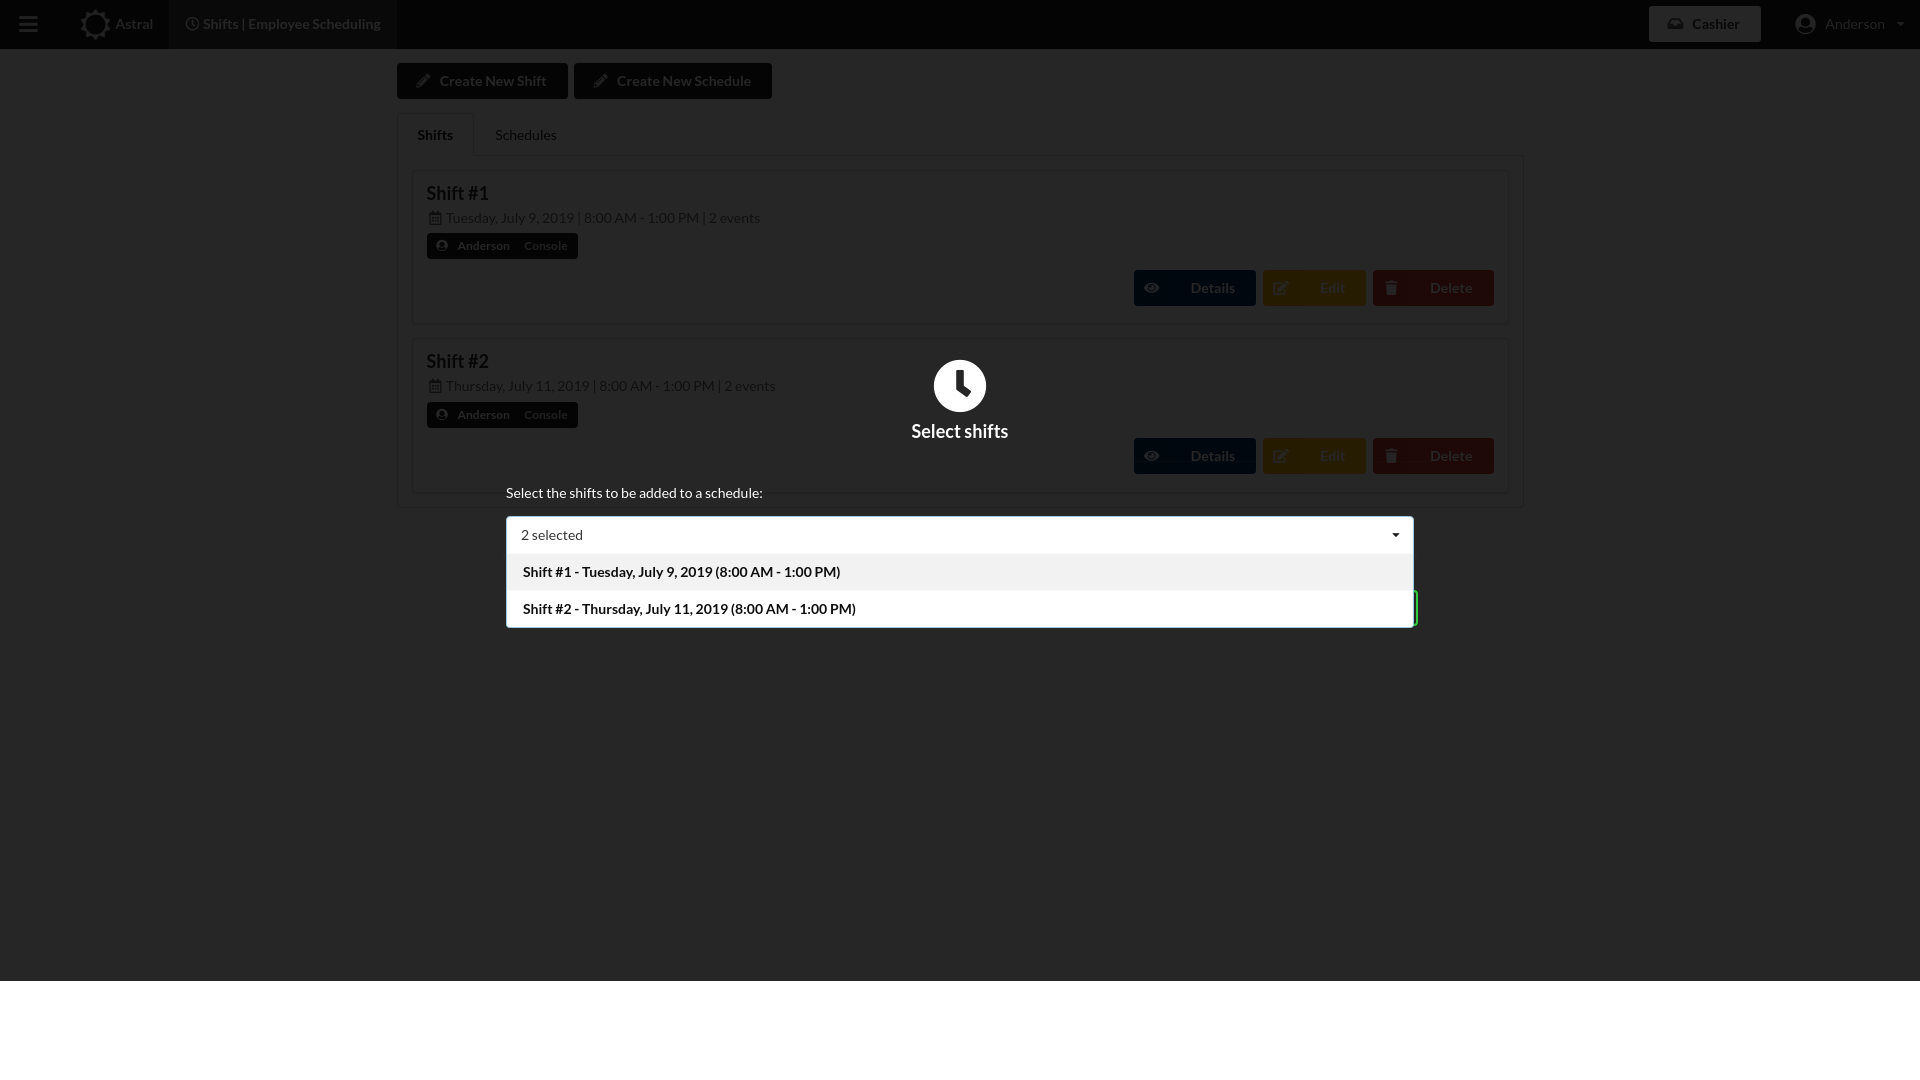 Astral
Shifts | Employee Scheduling
Cashier
Anderson
Create New Shift
Create New Schedule
Shifts
Schedules
Shift #1
Tuesday, July 9, 2019 | 8:00 AM - 1:00 PM | 2 events
Anderson Console
Details
Edit
Delete
Shift #2
Thursday, July 11, 2019 | 8:00 AM - 1:00 PM | 2 events
Anderson Console
Details
Edit
Delete
Select shifts
Select the shifts to be added to a schedule:
2 selected
Shift #1 - Tuesday, July 9, 2019 (8:00 AM - 1:00 PM)
Shift #2 - Thursday, July 11, 2019 (8:00 AM - 1:00 PM)